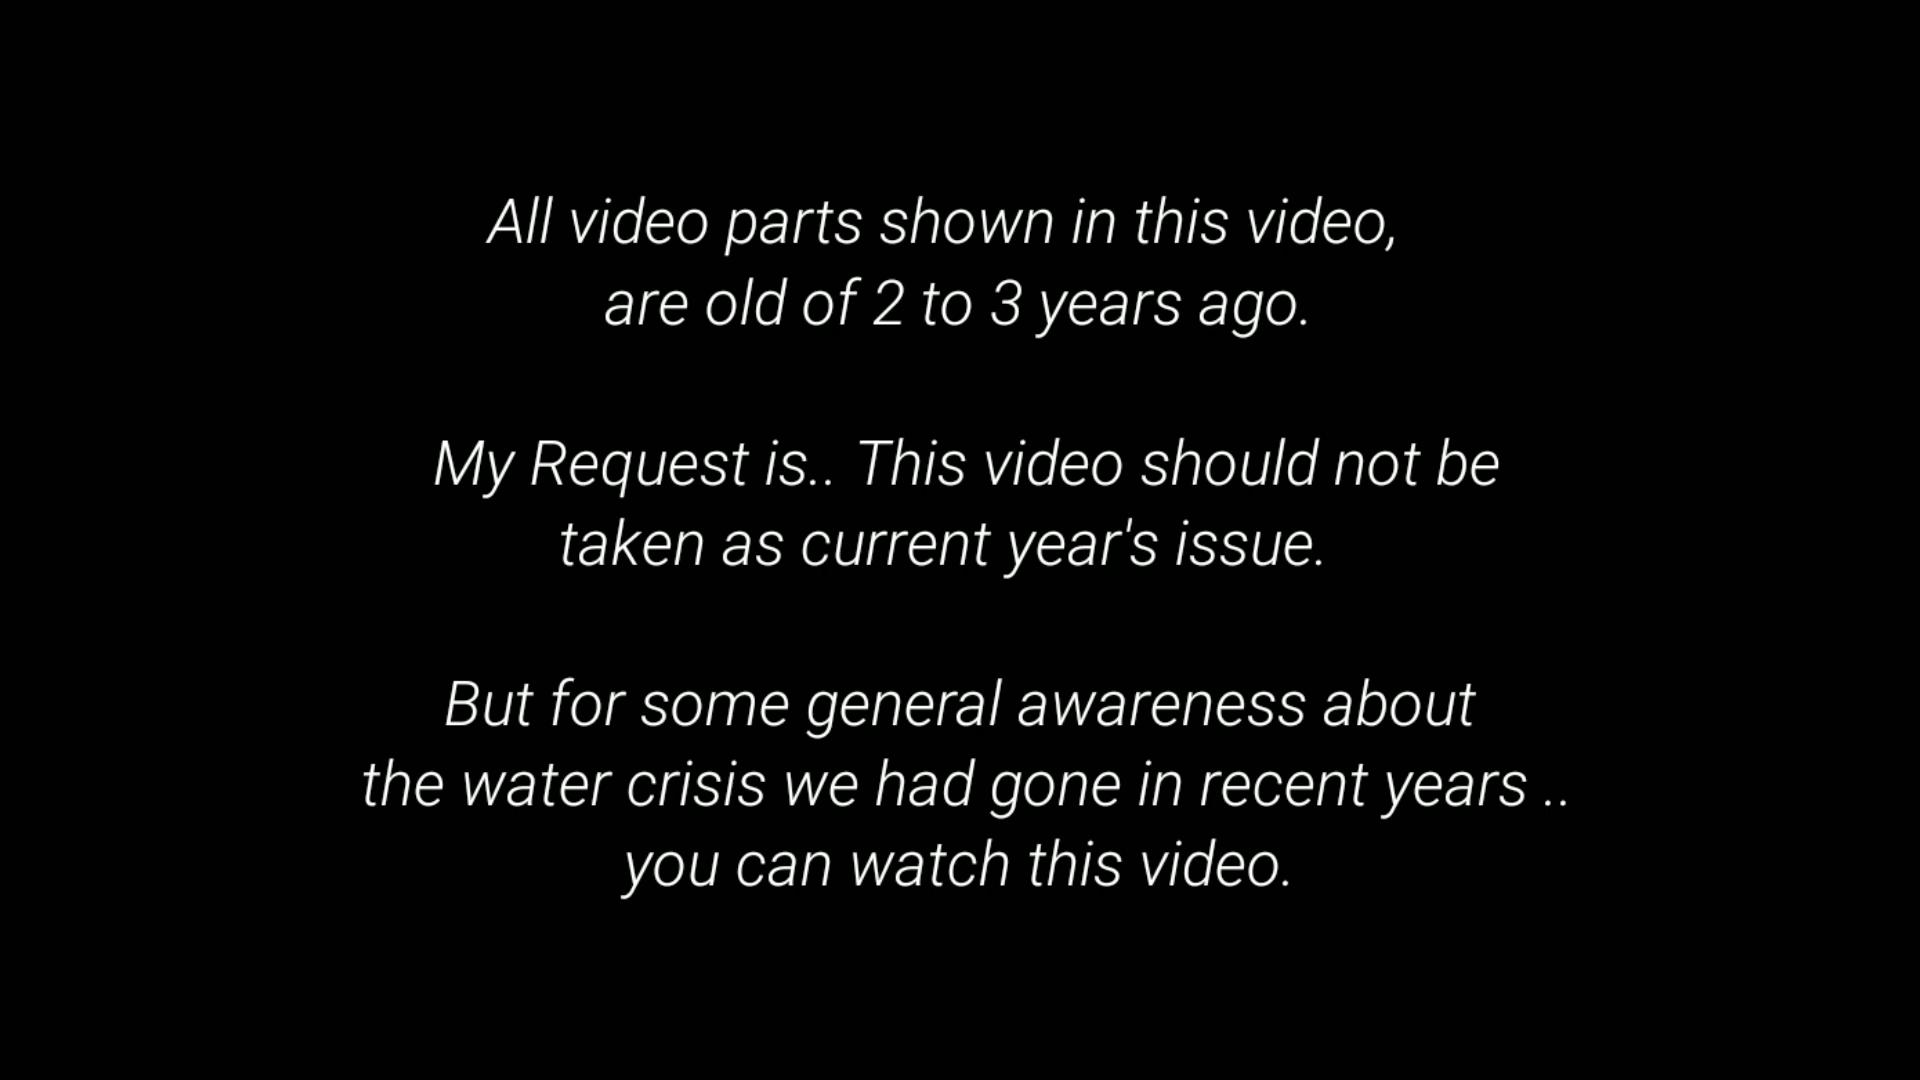 All video parts shown in this video,
are old of 2 to 3 years ago.
My Request is.. This video should not be
taken as current year's issue.
But for some general awareness about
the water crisis we had gone in recent years ..
you can watch this video.